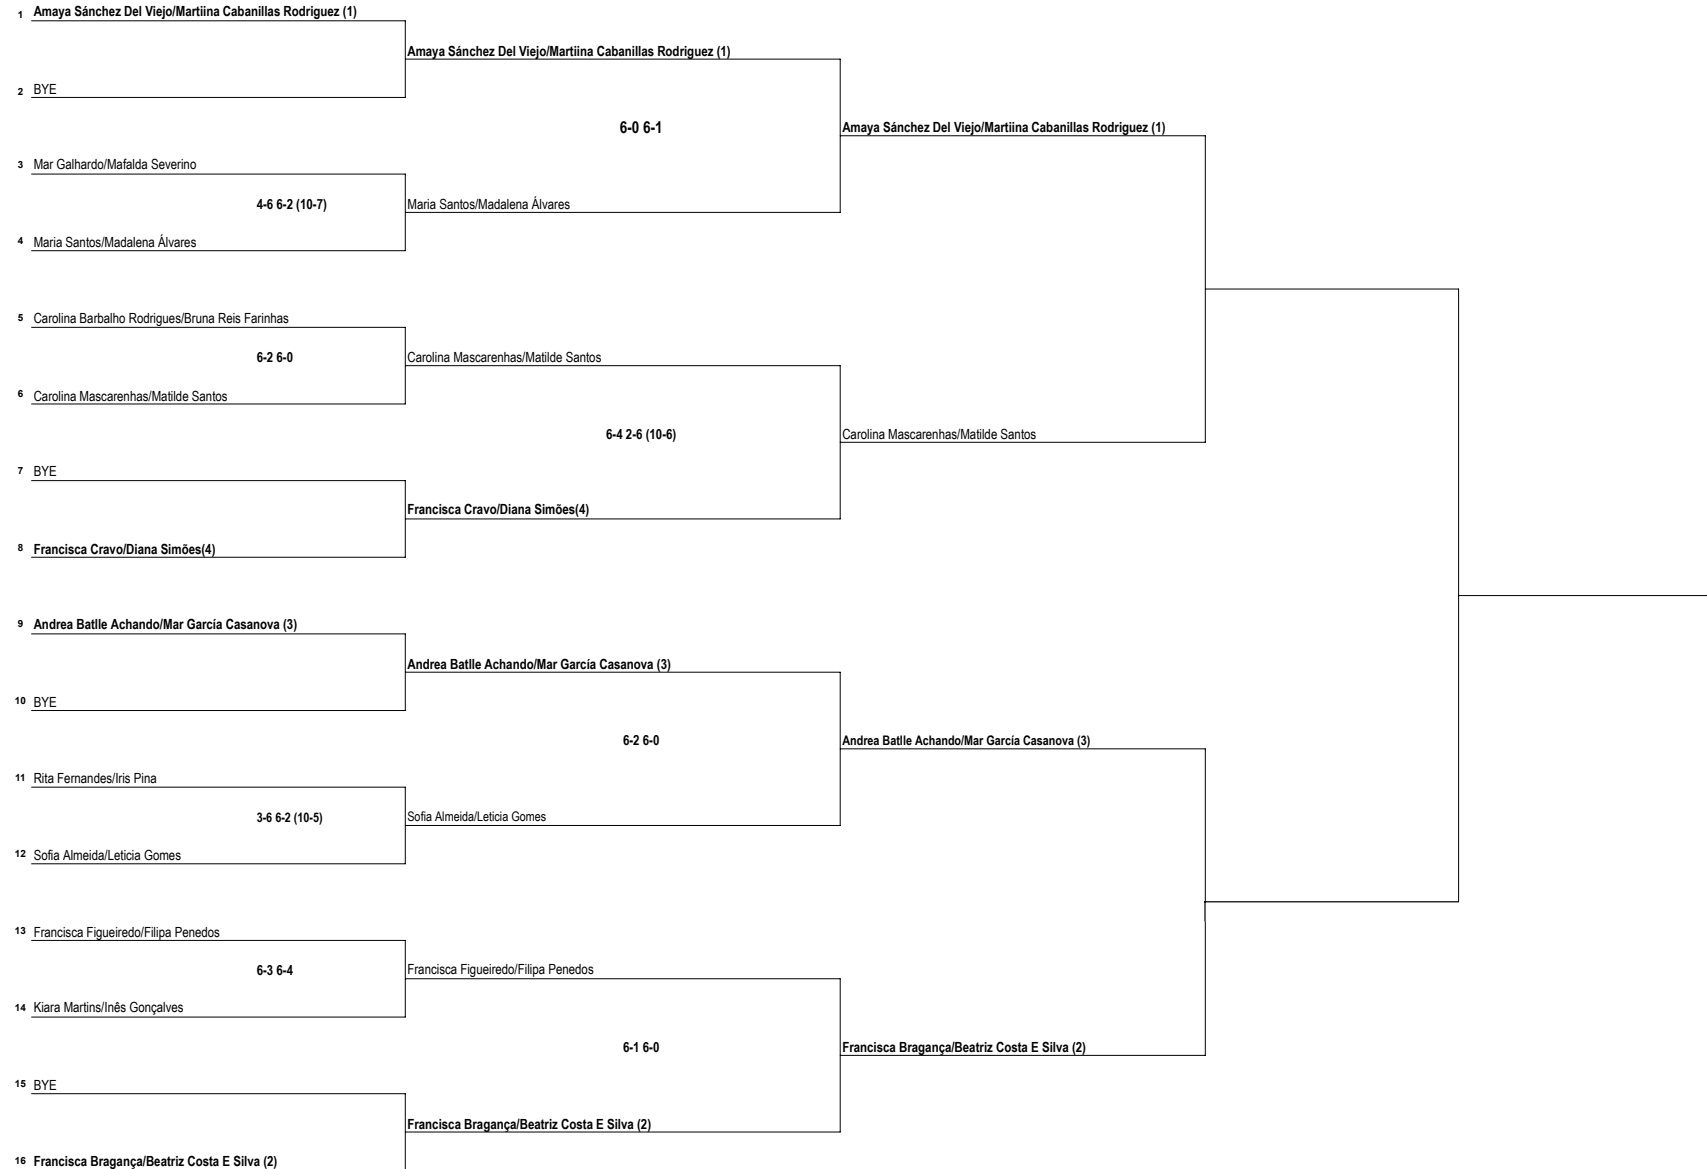 1 Amaya Sánchez Del Viejo/Martiina Cabanillas Rodriguez (1)
Amaya Sánchez Del Viejo/Martiina Cabanillas Rodriguez (1)
2 BYE
6-0 6-1
Amaya Sánchez Del Viejo/Martiina Cabanillas Rodriguez (1)
3 Mar Galhardo/Mafalda Severino
4-6 6-2 (10-7)
Maria Santos/Madalena Álvares
4 Maria Santos/Madalena Álvares
5 Carolina Barbalho Rodrigues/Bruna Reis Farinhas
6-2 6-0
Carolina Mascarenhas/Matilde Santos
6 Carolina Mascarenhas/Matilde Santos
6-4 2-6 (10-6)
Carolina Mascarenhas/Matilde Santos
7 BYE
Francisca Cravo/Diana Simões(4)
8 Francisca Cravo/Diana Simões(4)
9 Andrea Batlle Achando/Mar García Casanova (3)
Andrea Batlle Achando/Mar García Casanova (3)
10 BYE
6-2 6-0
Andrea Batlle Achando/Mar García Casanova (3)
11 Rita Fernandes/Iris Pina
3-6 6-2 (10-5)
Sofia Almeida/Leticia Gomes
12 Sofia Almeida/Leticia Gomes
13 Francisca Figueiredo/Filipa Penedos
6-3 6-4
Francisca Figueiredo/Filipa Penedos
14 Kiara Martins/Inês Gonçalves
6-1 6-0
Francisca Bragança/Beatriz Costa E Silva (2)
15 BYE
Francisca Bragança/Beatriz Costa E Silva (2)
16 Francisca Bragança/Beatriz Costa E Silva (2)